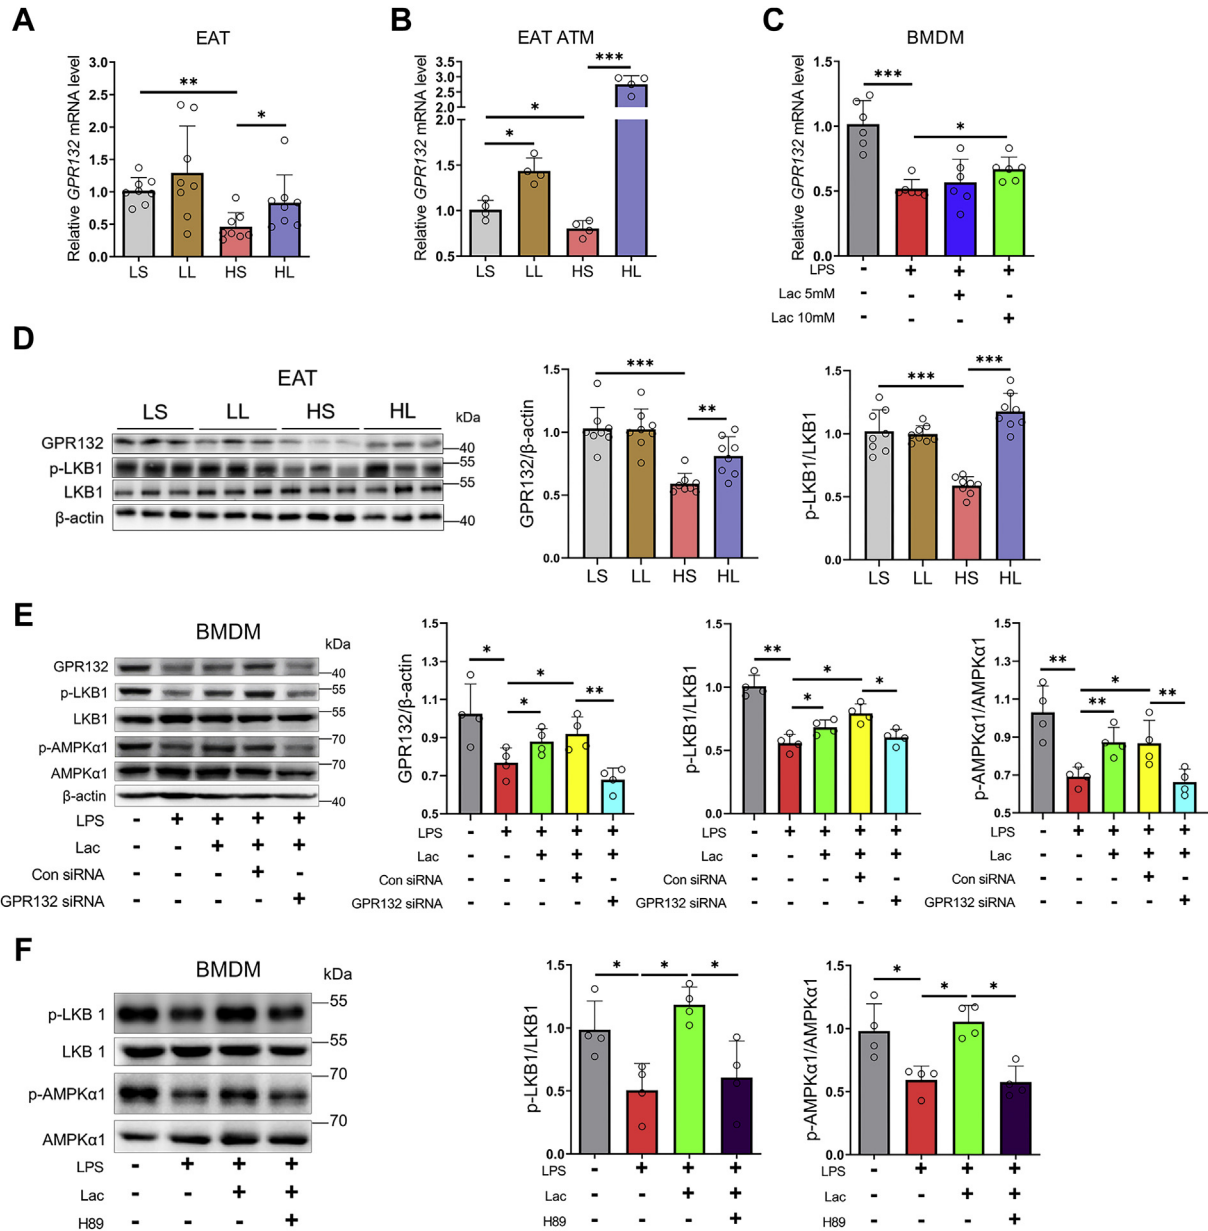 A
EAT
Relative GPR132 mRNA level
3.0
2.5
2.0
1.5
1.0
0.5
0.0
**
*
LS LL HS HL
B
EAT ATM
Relative GPR132 mRNA level
3.5
3.0
2.5
2.0
2.0
1.5
1.0
0.5
***
*
*
LS LL HS HL
C
BMDM
Relative GPR132 mRNA level
1.5
1.0
0.5
0.0
***
*
LPS - + + +
Lac 5mM - - + -
Lac 10mM - - - +
D
EAT
LS LL HS HL kDa
GPR132 40
p-LKB1 55
LKB1 55
β-actin 40
GPR132/β-actin
1.5
1.0
0.5
0.0
***
**
LS LL HS HL
p-LKB1/LKB1
1.5
1.0
0.5
0.0
***
***
LS LL HS HL
E
BMDM
kDa
GPR132 40
p-LKB1 55
LKB1 55
p-AMPKα1 70
AMPKα1 70
β-actin 40
LPS - + + + +
Lac - - + + +
Con siRNA - - - + -
GPR132 siRNA - - - - +
GPR132/β-actin
1.5
1.3
1.1
0.9
0.7
0.5
*
*
*
**
LPS - + + + +
Lac - - + + +
Con siRNA - - - + -
GPR132 siRNA - - - - +
p-LKB1/LKB1
1.5
1.0
0.5
0.0
**
*
*
*
LPS - + + + +
Lac - - + + +
Con siRNA - - - + -
GPR132 siRNA - - - - +
p-AMPKα1/AMPKα1
1.5
1.3
1.1
0.9
0.7
0.5
**
*
**
**
LPS - + + + +
Lac - - + + +
Con siRNA - - - + -
GPR132 siRNA - - - - +
F
BMDM
kDa
p-LKB 1 55
LKB 1 55
p-AMPKα1 70
AMPKα1 70
LPS - + + +
Lac - - + +
H89 - - - +
p-LKB1/LKB1
1.5
1.0
0.5
0.0
* * *
LPS - + + +
Lac - - + +
H89 - - - +
p-AMPKα1/AMPKα1
1.5
1.0
0.5
0.0
* * *
LPS - + + +
Lac - - + +
H89 - - - +